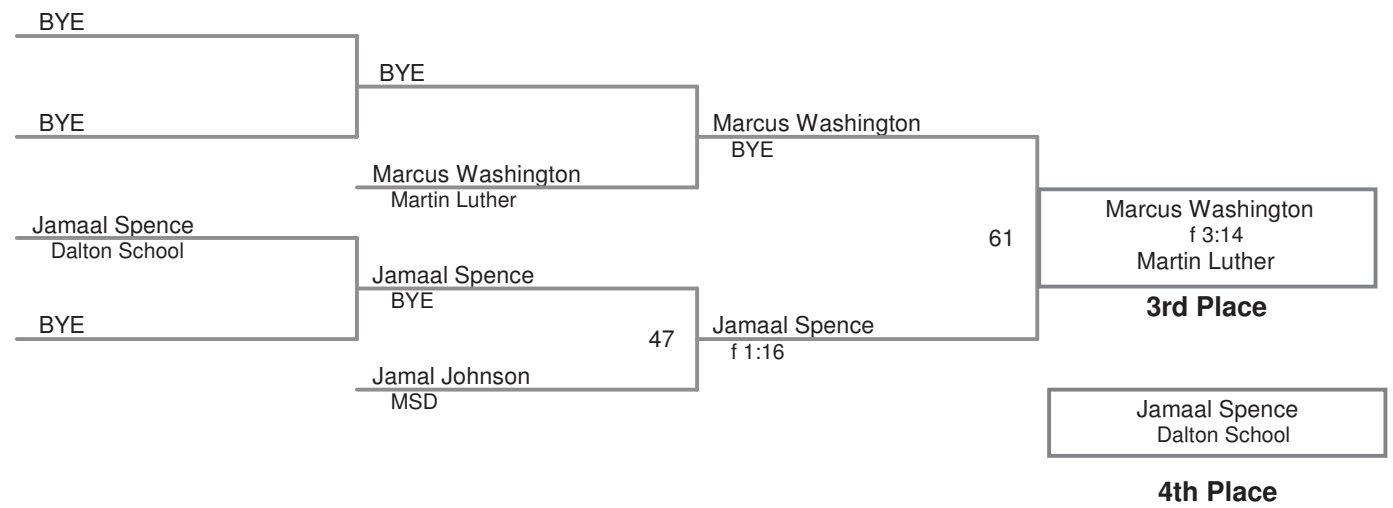 BYE
BYE
BYE
Marcus Washington
BYE
Marcus Washington
Martin Luther
Jamaal Spence
Dalton School
Jamaal Spence
BYE
BYE
47
Jamaal Spence
f 1:16
Jamal Johnson
MSD
61
Marcus Washington
f 3:14
Martin Luther
3rd Place
Jamaal Spence
Dalton School
4th Place